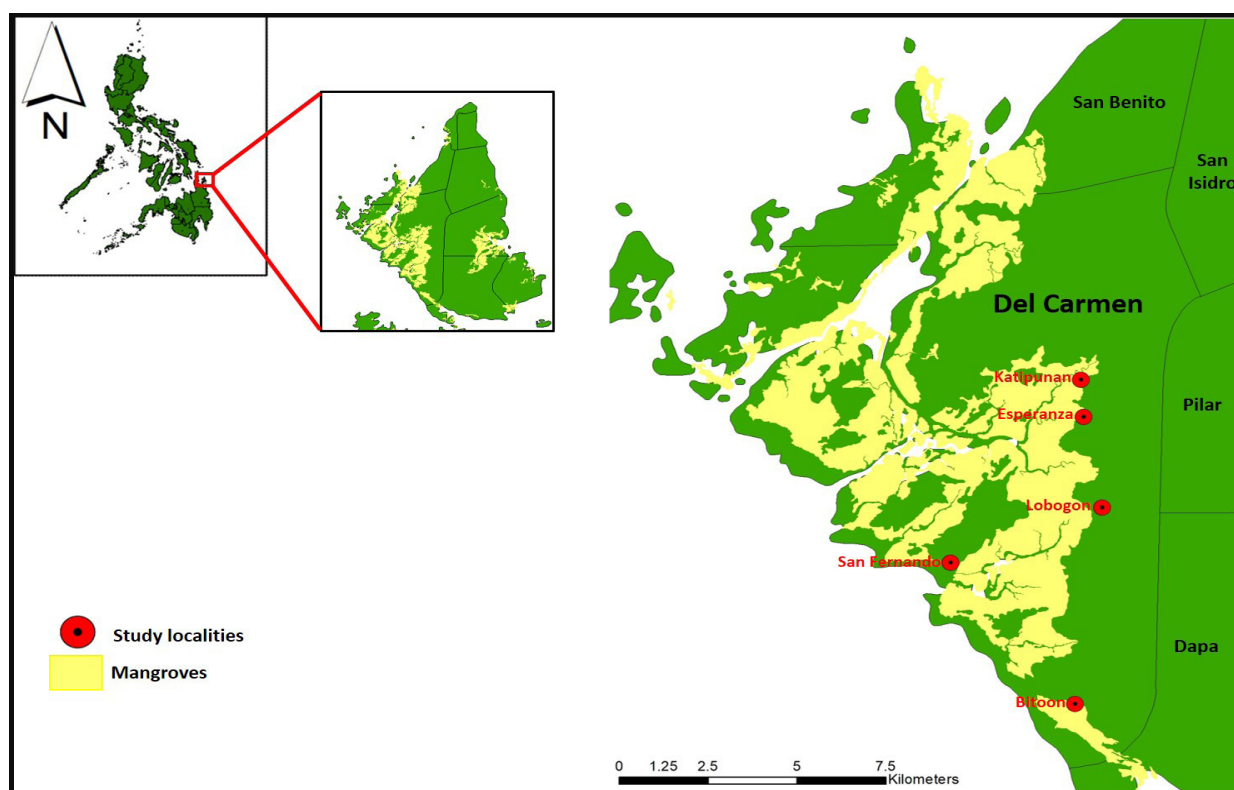 N
San Benito
San
Isidro
Del Carmen
Katipunan
Esperanza
Pilar
Lobogon
San Fernando
Study localities
Mangroves
Dapa
Bitoon
0 1.25 2.5 5 7.5
Kilometers